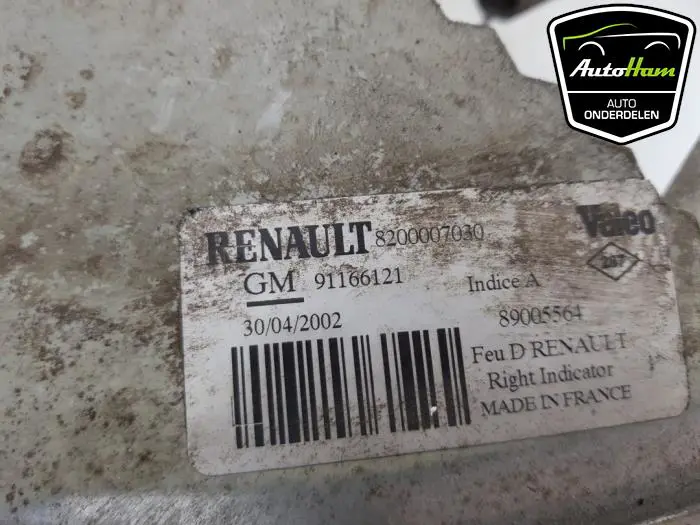 AutoHam
AUTO
ONDERDELEN
RENAULT 8200007030 Valeo
GM 91166121 Indice A 267
30/04/2002 89005564
Feu D RENAULT
Right Indicator
MADE IN FRANCE